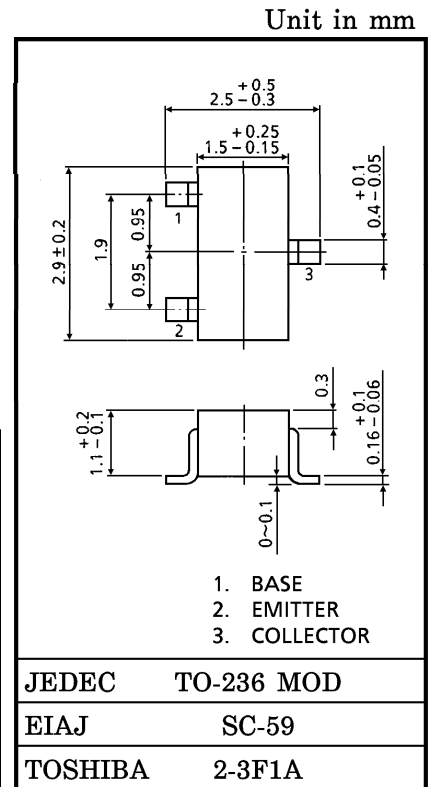 Unit in mm
+0.5
2.5−0.3
+0.25
1.5−0.15
2.9±0.2
1.9
0.95
0.95
1
2
3
+0.1
0.4−0.05
+0.2
1.1−0.1
0.3
+0.1
0.16−0.06
0~0.1
1. BASE
2. EMITTER
3. COLLECTOR
JEDEC TO-236 MOD
EIAJ SC-59
TOSHIBA 2-3F1A